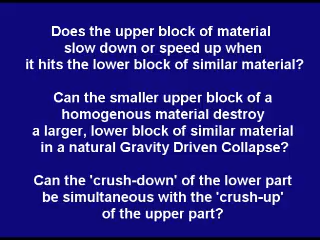 Does the upper block of material
slow down or speed up when
it hits the lower block of similar material?
Can the smaller upper block of a
homogenous material destroy
a larger, lower block of similar material
in a natural Gravity Driven Collapse?
Can the 'crush-down' of the lower part
be simultaneous with the 'crush-up'
of the upper part?